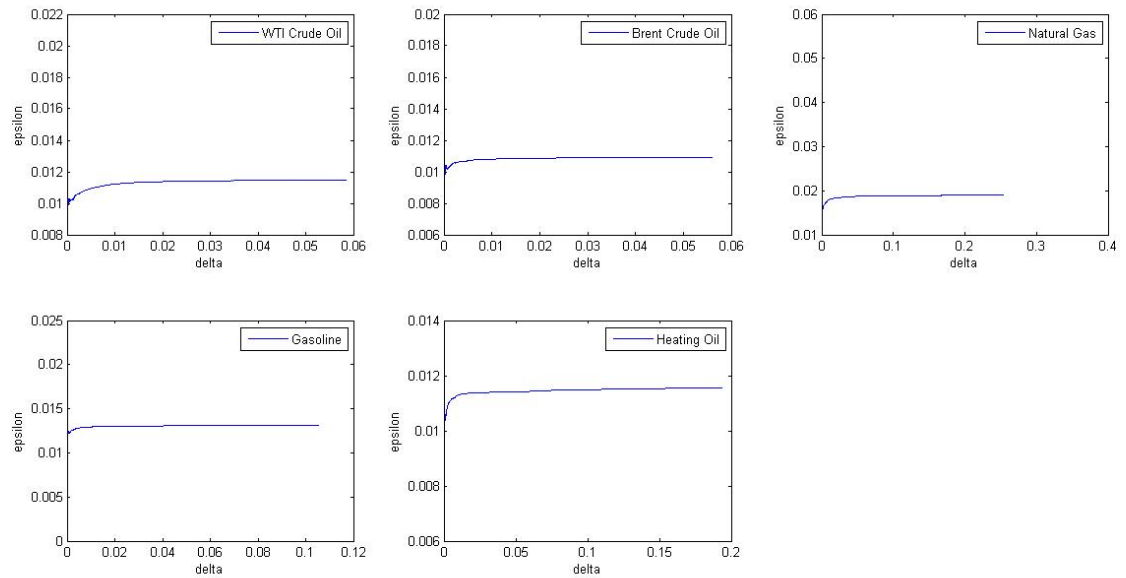 WTI Crude Oil
0.022
0.02
0.018
0.016
0.014
0.012
0.01
0.008
epsilon
0 0.01 0.02 0.03 0.04 0.05 0.06
delta
Brent Crude Oil
0.02
0.018
0.016
0.014
0.012
0.01
0.008
0.006
epsilon
0 0.01 0.02 0.03 0.04 0.05 0.06
delta
Natural Gas
0.06
0.05
0.04
0.03
0.02
0.01
epsilon
0 0.1 0.2 0.3 0.4
delta
Gasoline
0.025
0.02
0.015
0.01
0.005
0
epsilon
0 0.02 0.04 0.06 0.08 0.1 0.12
delta
Heating Oil
0.014
0.012
0.01
0.008
0.006
epsilon
0 0.05 0.1 0.15 0.2
delta